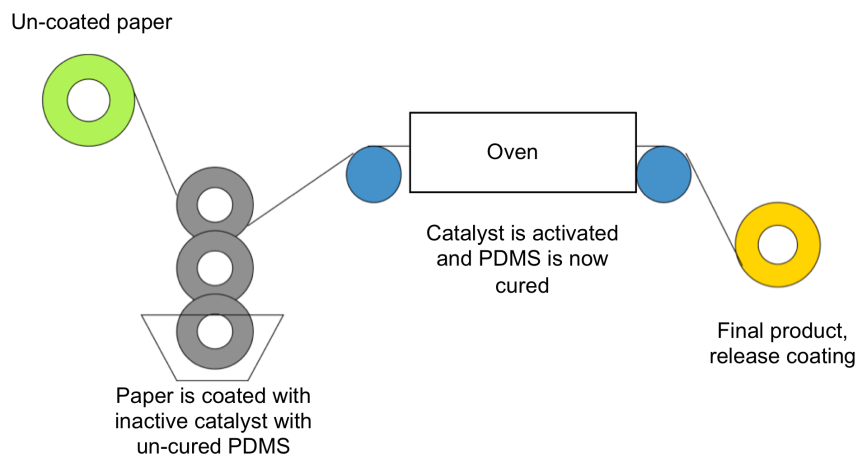 Un-coated paper
Oven
Catalyst is activated
and PDMS is now
cured
Final product,
release coating
Paper is coated with
inactive catalyst with
un-cured PDMS